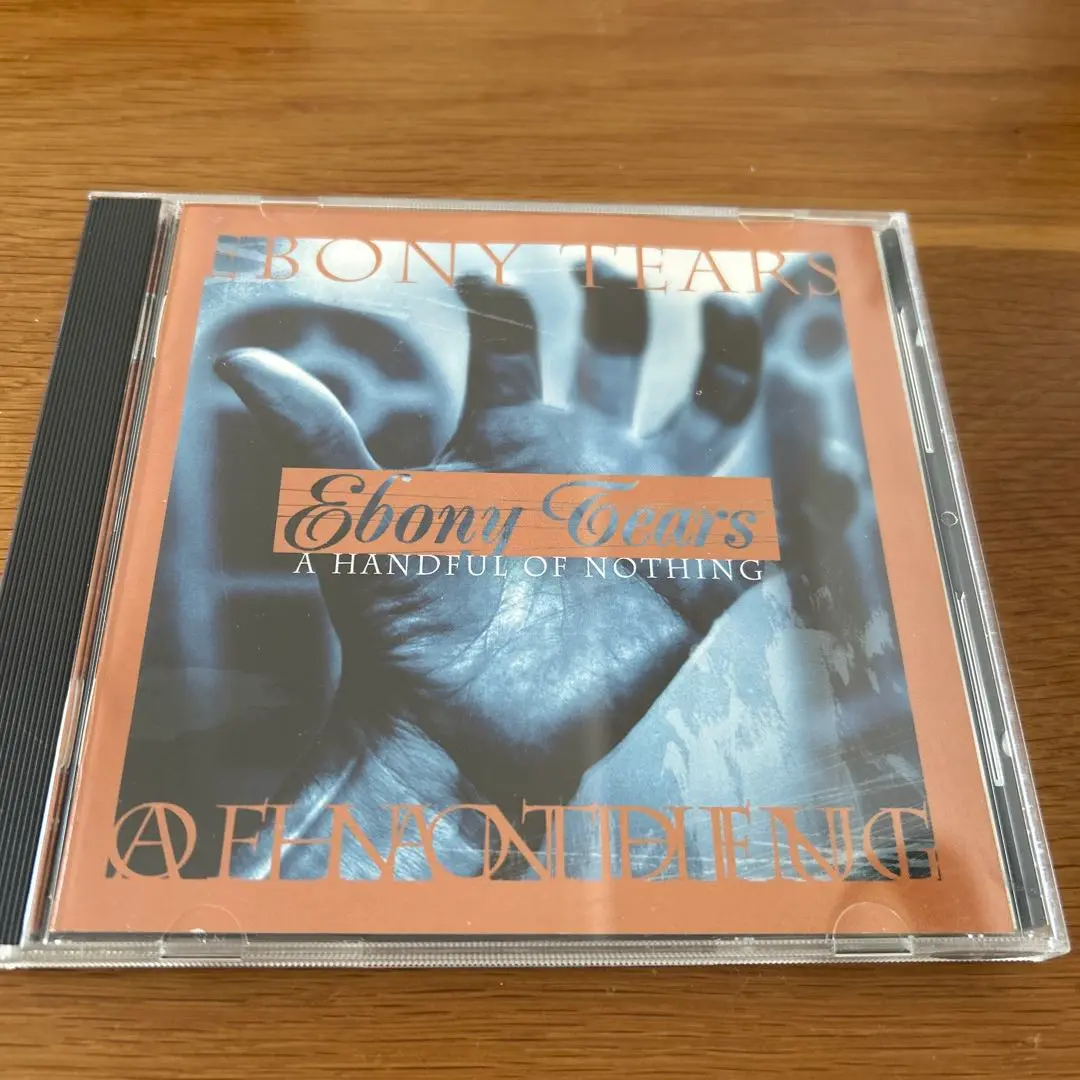 EBONY TEARS
Ebony Tears
A HANDFUL OF NOTHING